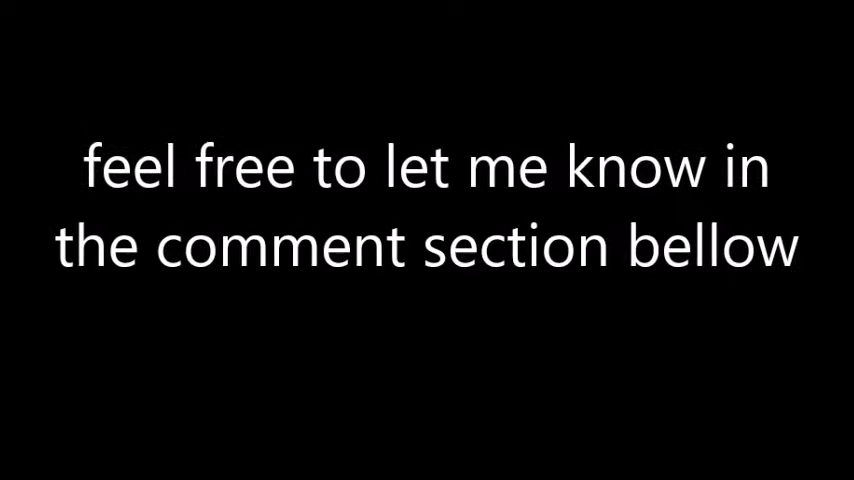 feel free to let me know in
the comment section bellow